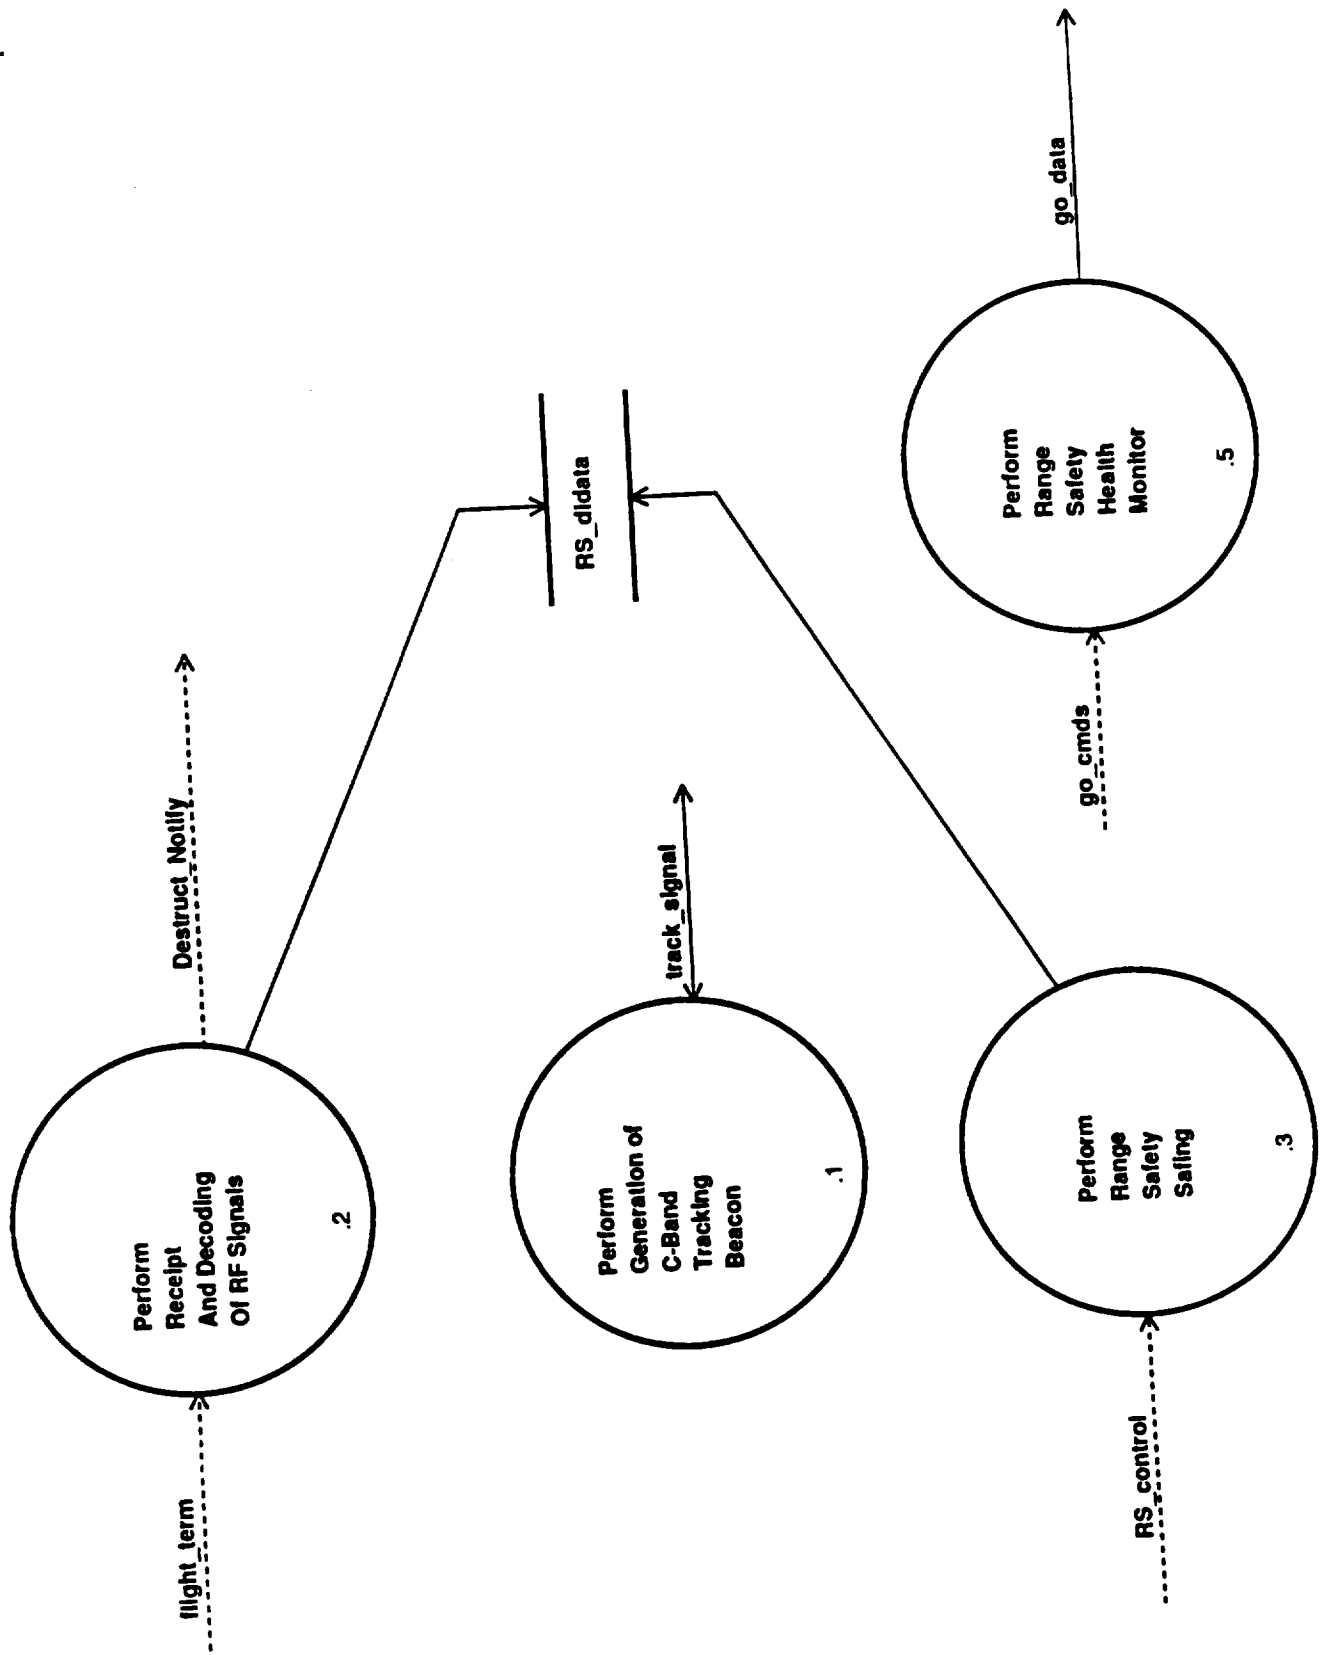 flight_term
Perform
Receipt
And Decoding
Of RF Signals
.2
Destruct_Notify
Perform
Generation of
C-Band
Tracking
Beacon
.1
track_signal
RS_dldata
RS_control
Perform
Range
Safety
Safing
.3
go_cmds
Perform
Range
Safety
Health
Monitor
.5
go_data